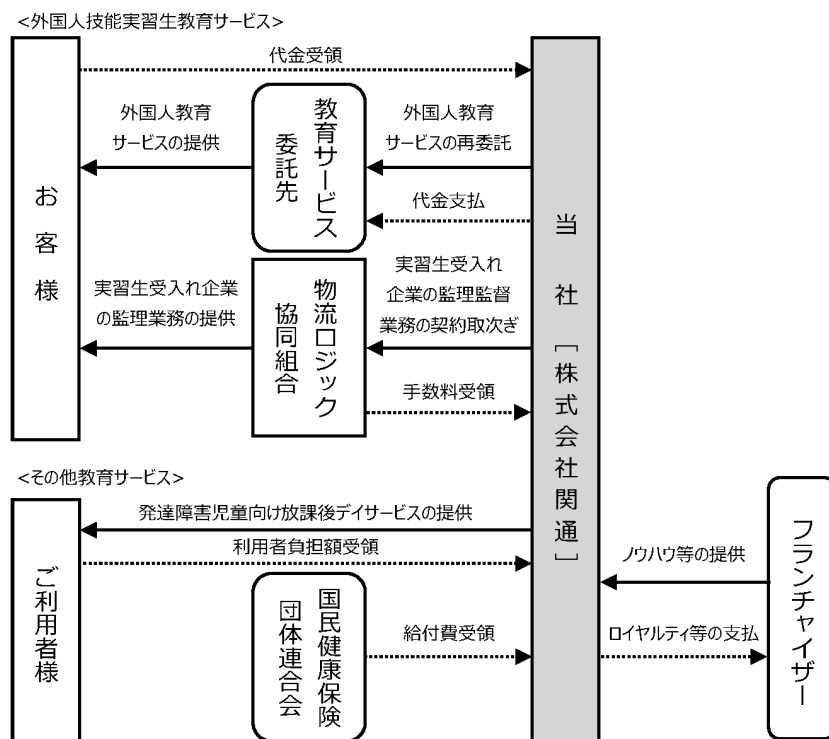 <外国人技能実習生教育サービス>
代金受領
外国人教育
サービスの提供
教育サービス
委託先
外国人教育
サービスの再委託
代金支払
お客様
実習生受入れ企業
の監理業務の提供
物流ロジック
協同組合
実習生受入れ
企業の監理監督
業務の契約取次ぎ
手数料受領
当社[株式会社関通]
<その他教育サービス>
発達障害児童向け放課後デイサービスの提供
利用者負担額受領
ご利用者様
国民健康保険
団体連合会
給付費受領
ノウハウ等の提供
ロイヤルティ等の支払
フランチャイザー